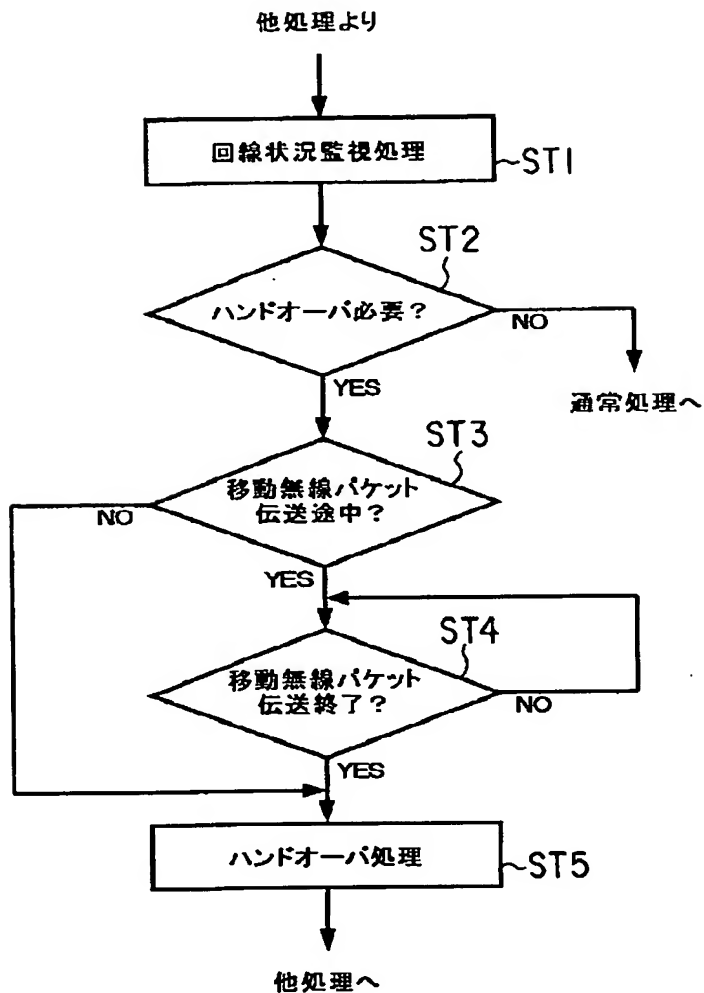 他処理より
回線状況監視処理
ST1
ST2
ハンドオーバ必要?
NO
YES
通常処理へ
ST3
移動無線パケット
伝送途中?
NO
YES
ST4
移動無線パケット
伝送終了?
NO
YES
ハンドオーバ処理
ST5
他処理へ